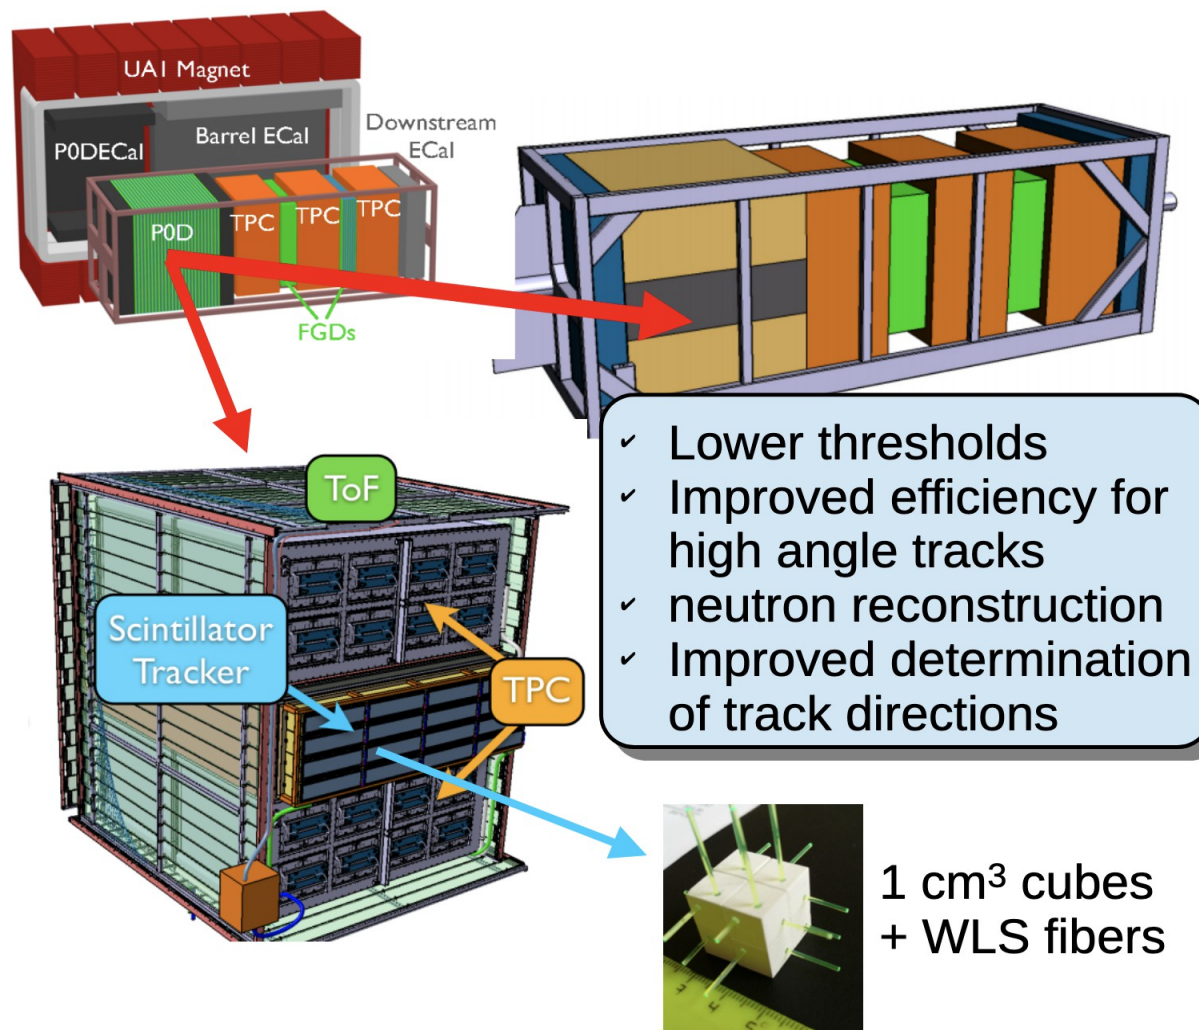 UA1 Magnet
P0DECal
Barrel ECal
Downstream
ECal
P0D
TPC
TPC
TPC
FGDs
✓ Lower thresholds
✓ Improved efficiency for
high angle tracks
✓ neutron reconstruction
✓ Improved determination
of track directions
ToF
Scintillator
Tracker
TPC
1 cm³ cubes
+ WLS fibers